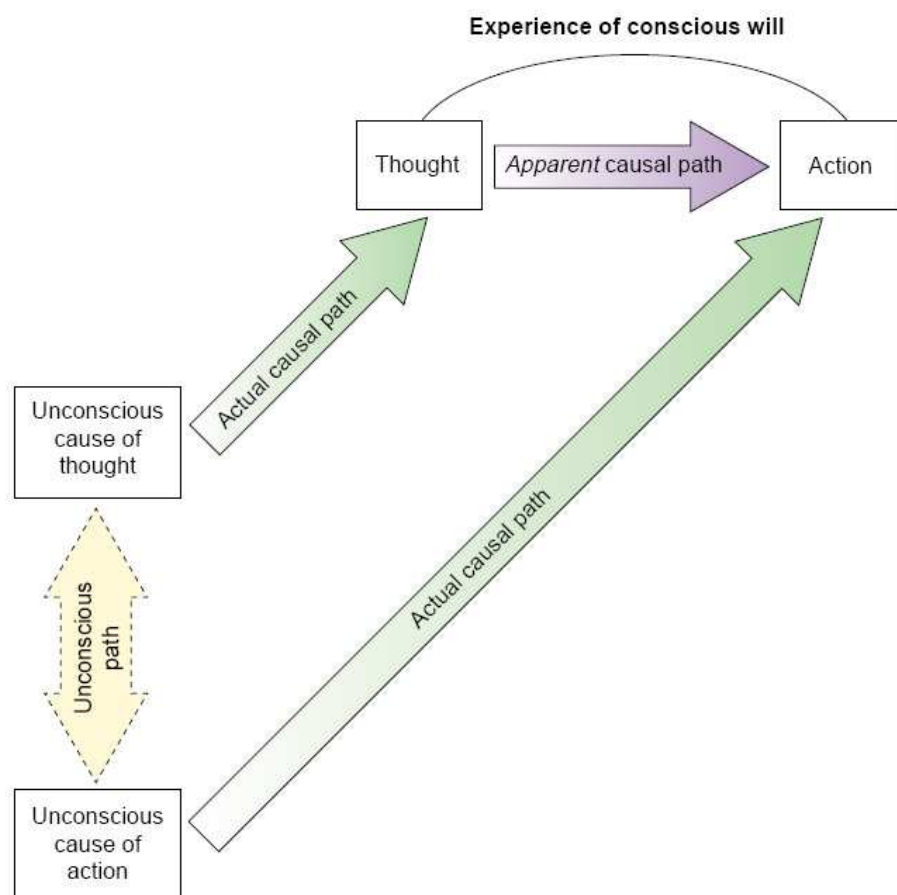 Experience of conscious will
Thought
Apparent causal path
Action
Actual causal path
Unconscious
cause of
thought
Actual causal path
Unconscious
path
Unconscious
cause of
action